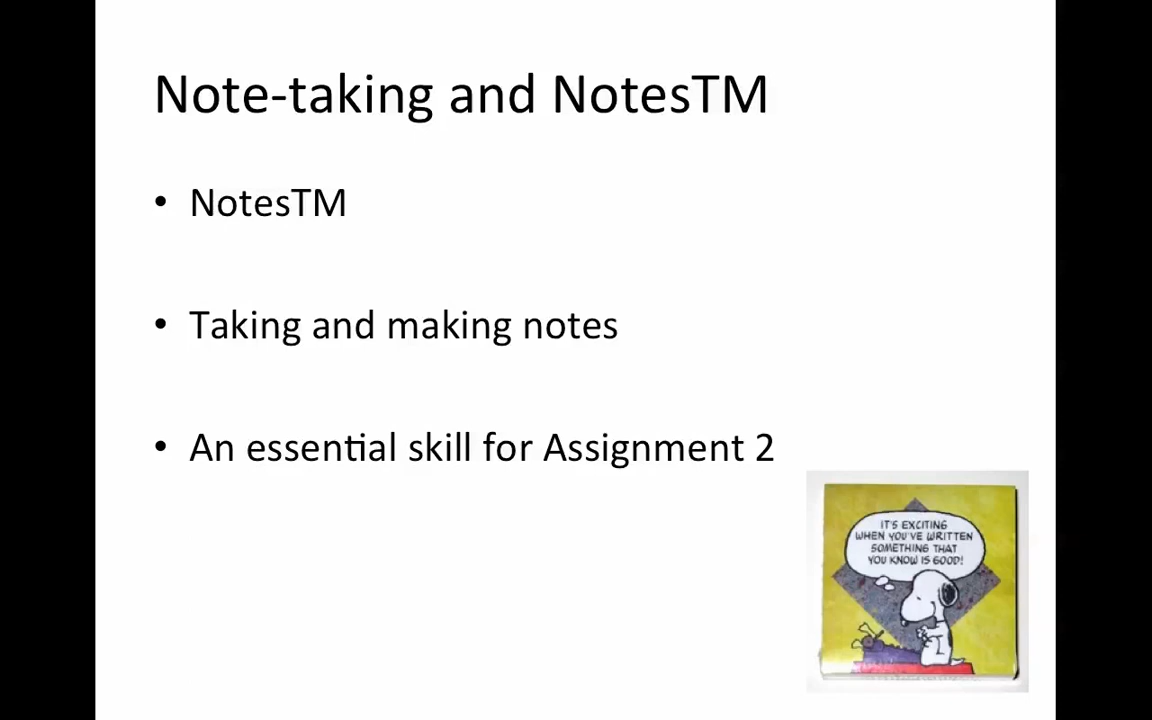 Note-taking and NotesTM
• NotesTM
• Taking and making notes
• An essential skill for Assignment 2
IT'S EXCITING
WHEN YOU'VE WRITTEN
SOMETHING THAT
YOU KNOW IS GOOD!